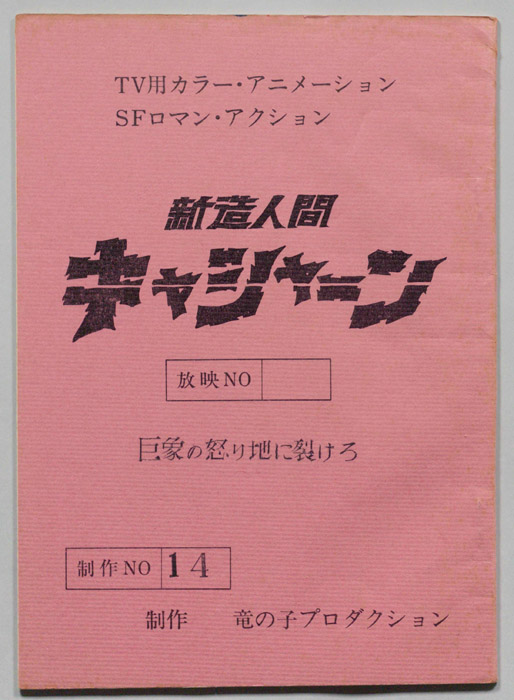 TV用カラー・アニメーション
SFロマン・アクション
新造人間
キャシャーン
放映NO
巨象の怒り地に裂けろ
制作NO 14
制作 竜の子プロダクション